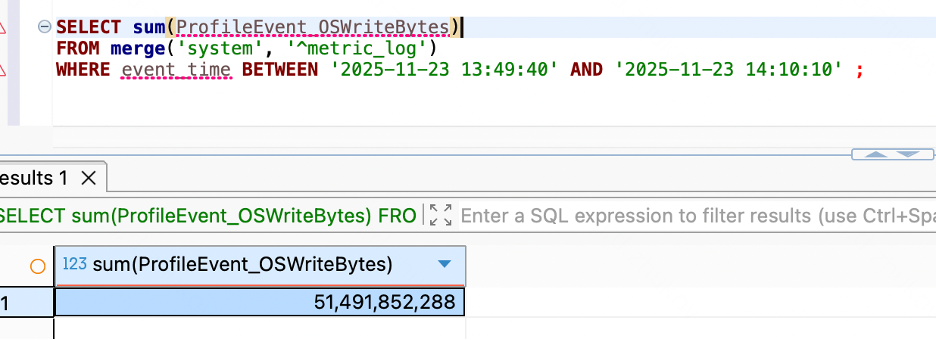 SELECT sum(ProfileEvent_OSWriteBytes)
FROM merge('system', '^metric_log')
WHERE event_time BETWEEN '2025-11-23 13:49:40' AND '2025-11-23 14:10:10' ;
esults 1
SELECT sum(ProfileEvent_OSWriteBytes) FRO Enter a SQL expression to filter results (use Ctrl+Spa
123 sum(ProfileEvent_OSWriteBytes)
1 51,491,852,288